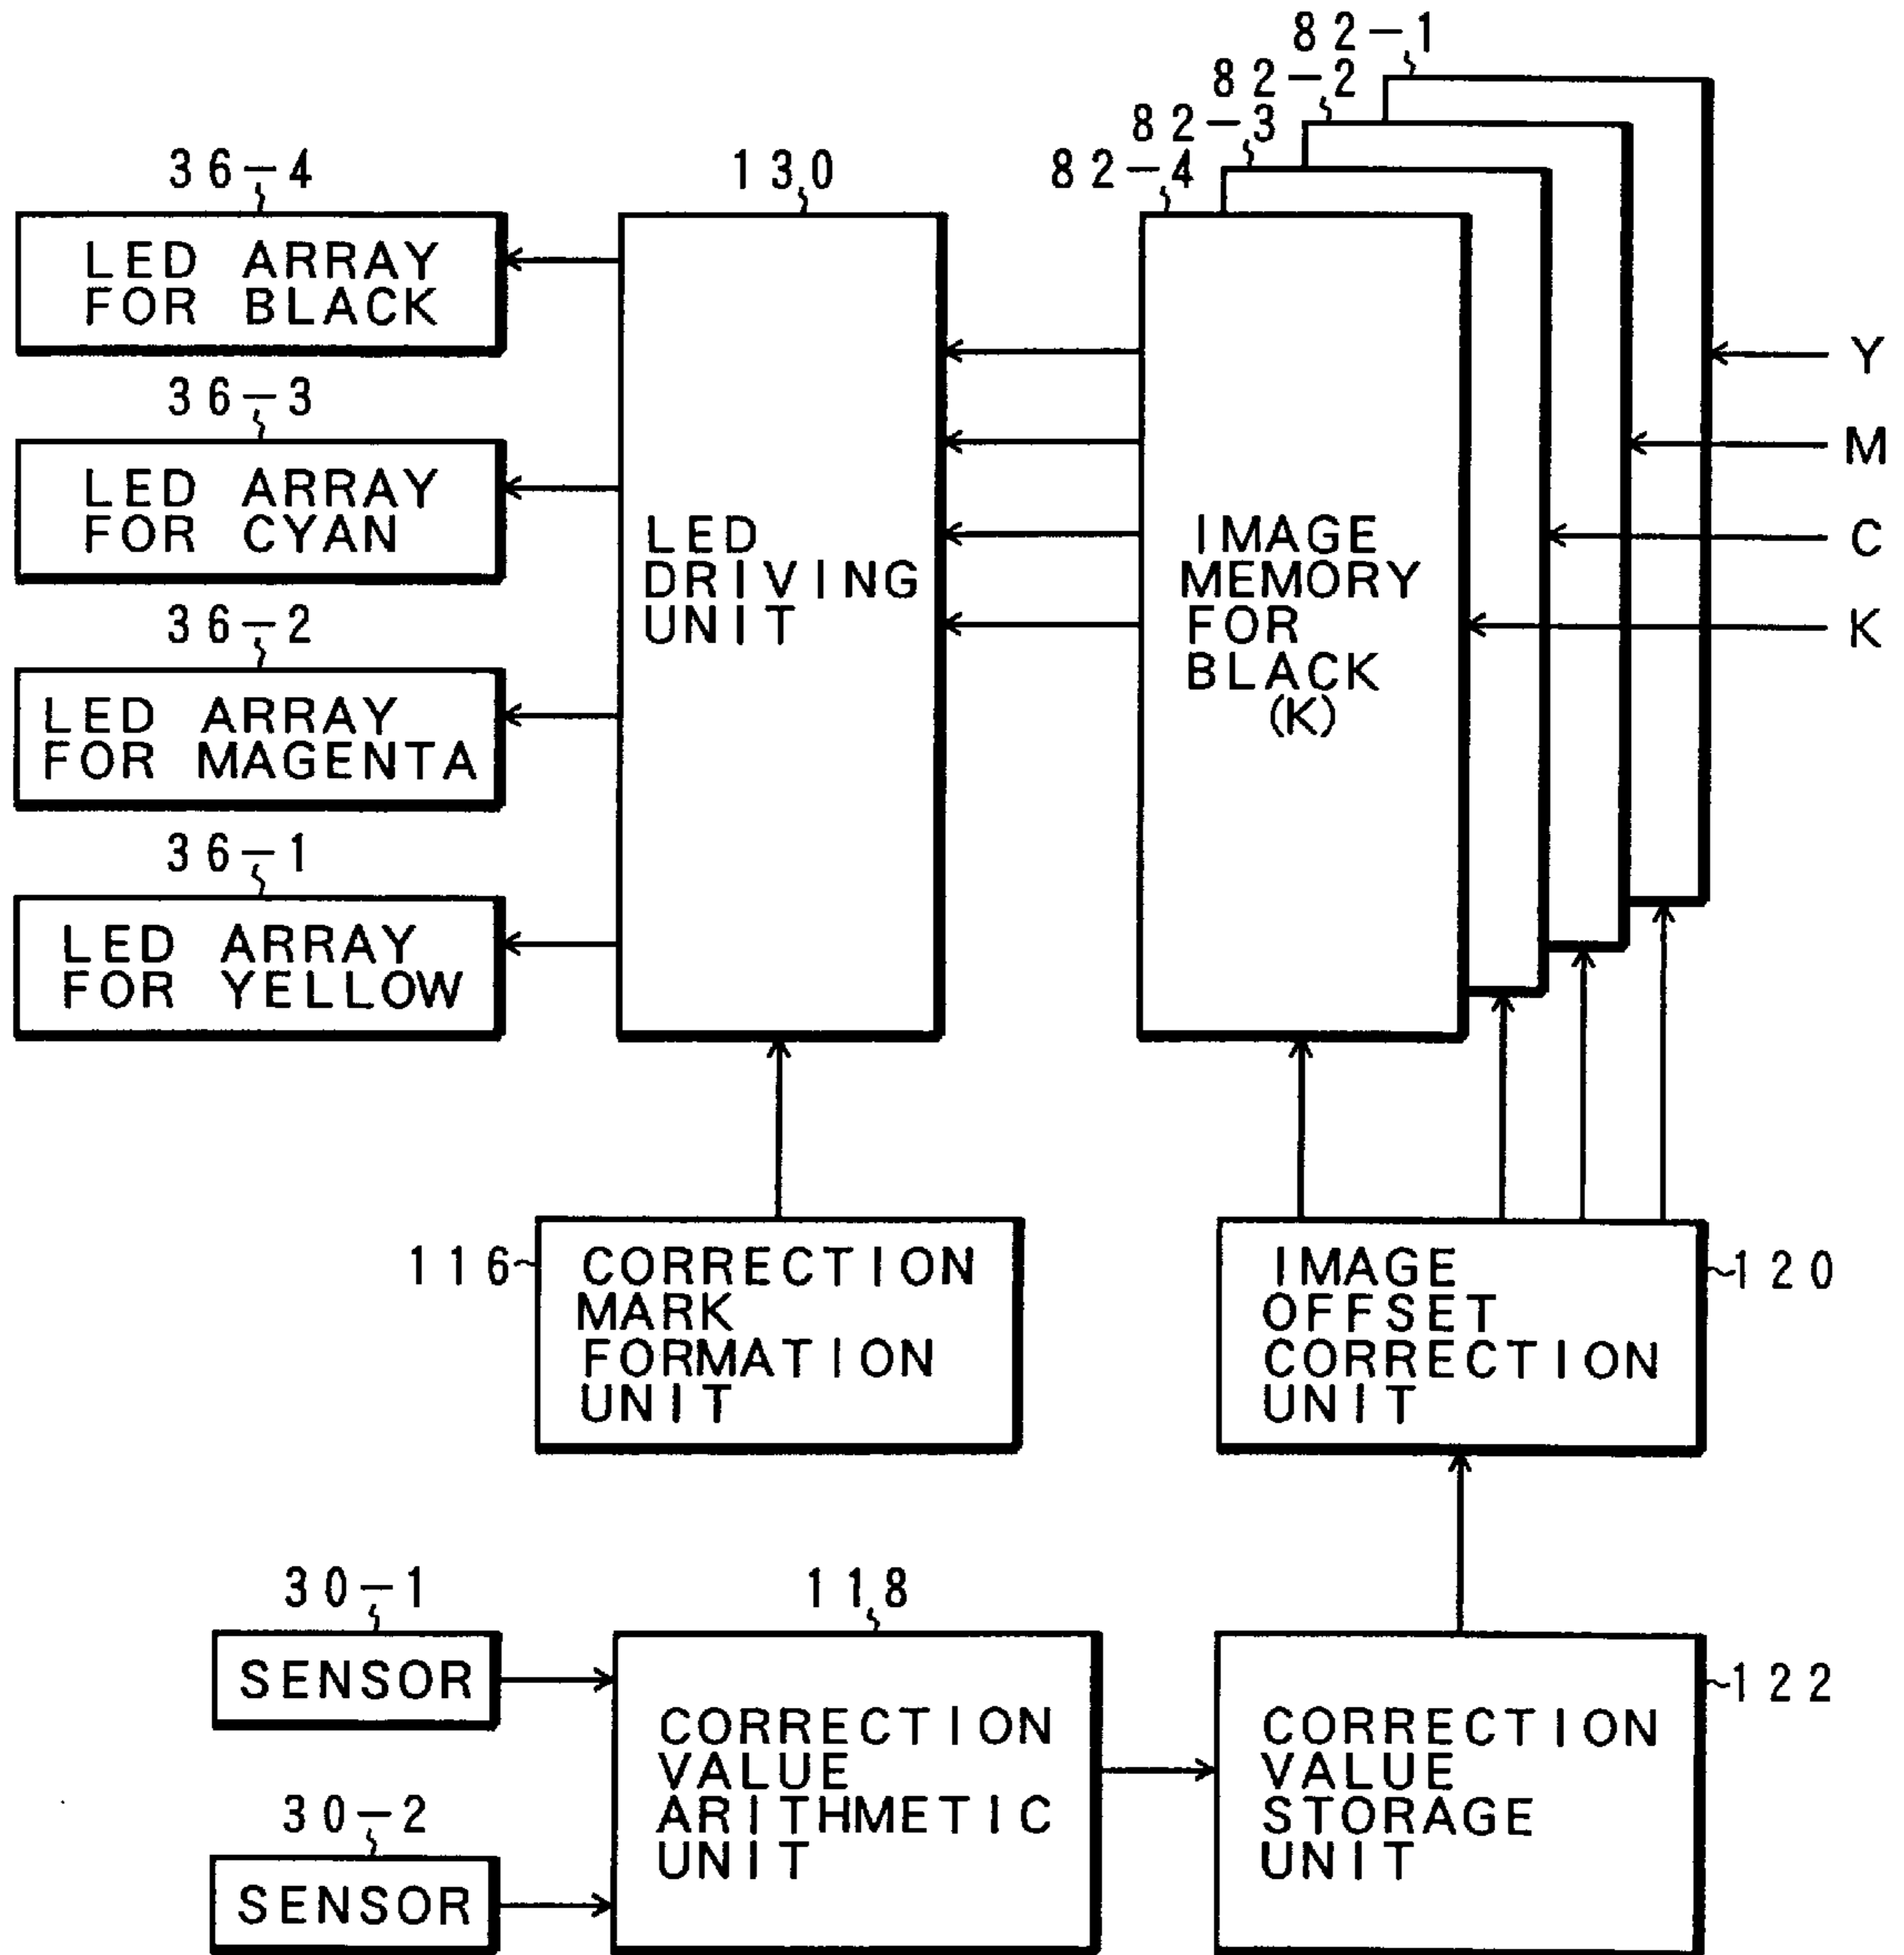 82-1
82-2
82-3
82-4
130
36-4
LED ARRAY
FOR BLACK
36-3
LED ARRAY
FOR CYAN
36-2
LED ARRAY
FOR MAGENTA
36-1
LED ARRAY
FOR YELLOW
LED
DRIVING
UNIT
IMAGE
MEMORY
FOR
BLACK
(K)
Y
M
C
K
116
CORRECTION
MARK
FORMATION
UNIT
IMAGE
OFFSET
CORRECTION
UNIT
120
30-1
SENSOR
30-2
SENSOR
118
CORRECTION
VALUE
ARITHMETIC
UNIT
CORRECTION
VALUE
STORAGE
UNIT
122